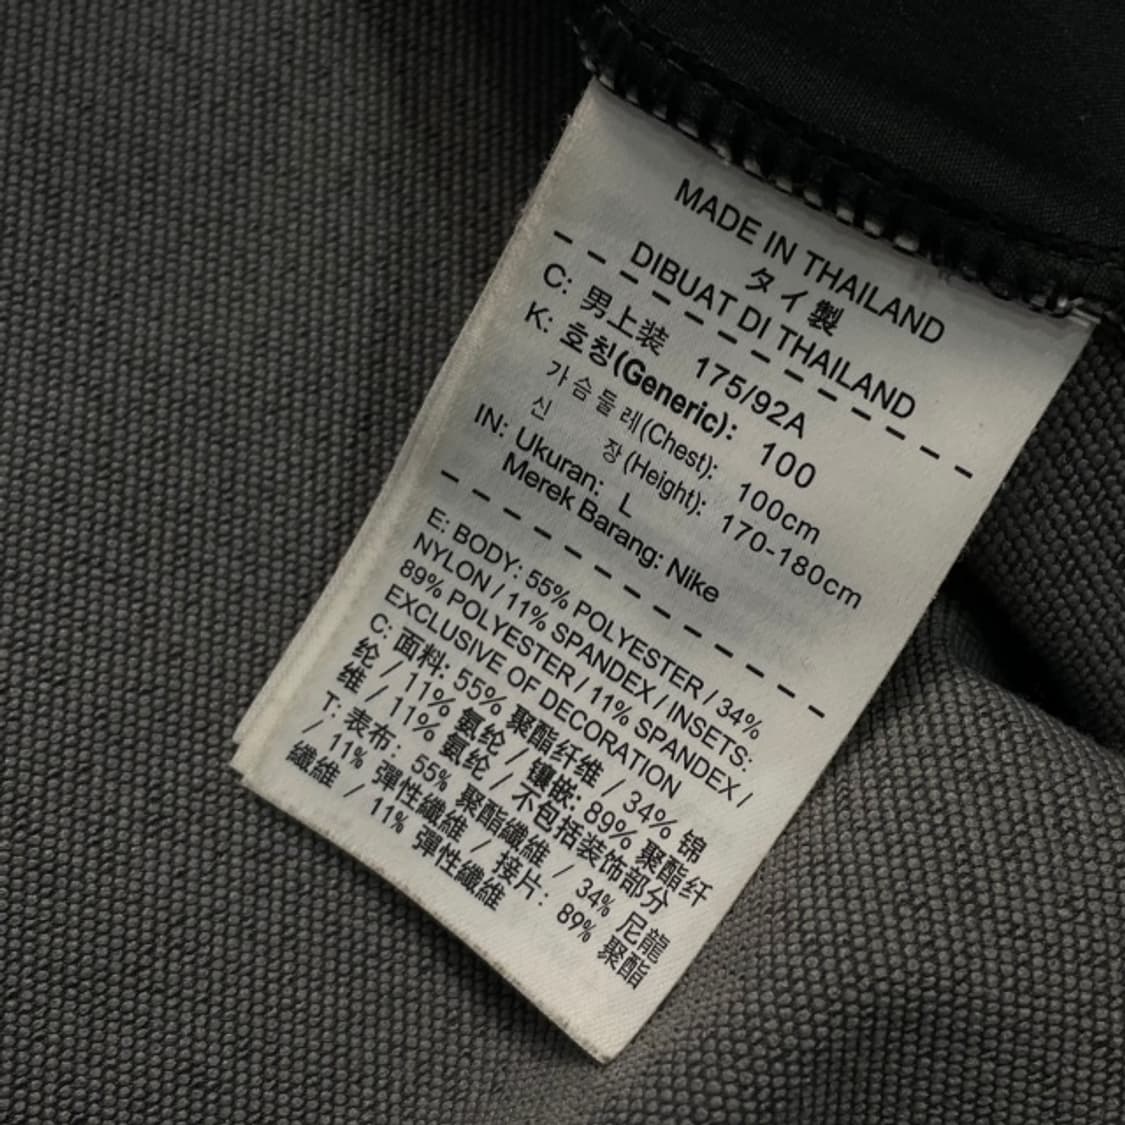 MADE IN THAILAND
タイ製
DIBUAT DI THAILAND
C: 男上装 175/92A
K: 호칭(Generic): 100
가슴둘레(Chest): 100cm
신 장(Height): 170-180cm
IN: Ukuran: L
Merek Barang: Nike
E: BODY: 55% POLYESTER / 34%
NYLON / 11% SPANDEX / INSETS:
89% POLYESTER / 11% SPANDEX /
EXCLUSIVE OF DECORATION
C: 面料: 55% 聚酯纤维 / 34% 锦
纶 / 11% 氨纶 / 镶嵌: 89% 聚酯纤
维 / 11% 氨纶 / 不包括装饰部分
T: 表布: 55% 聚酯纖維 / 34% 尼龍
/ 11% 彈性纖維 / 接片: 89% 聚酯
纖維 / 11% 彈性纖維